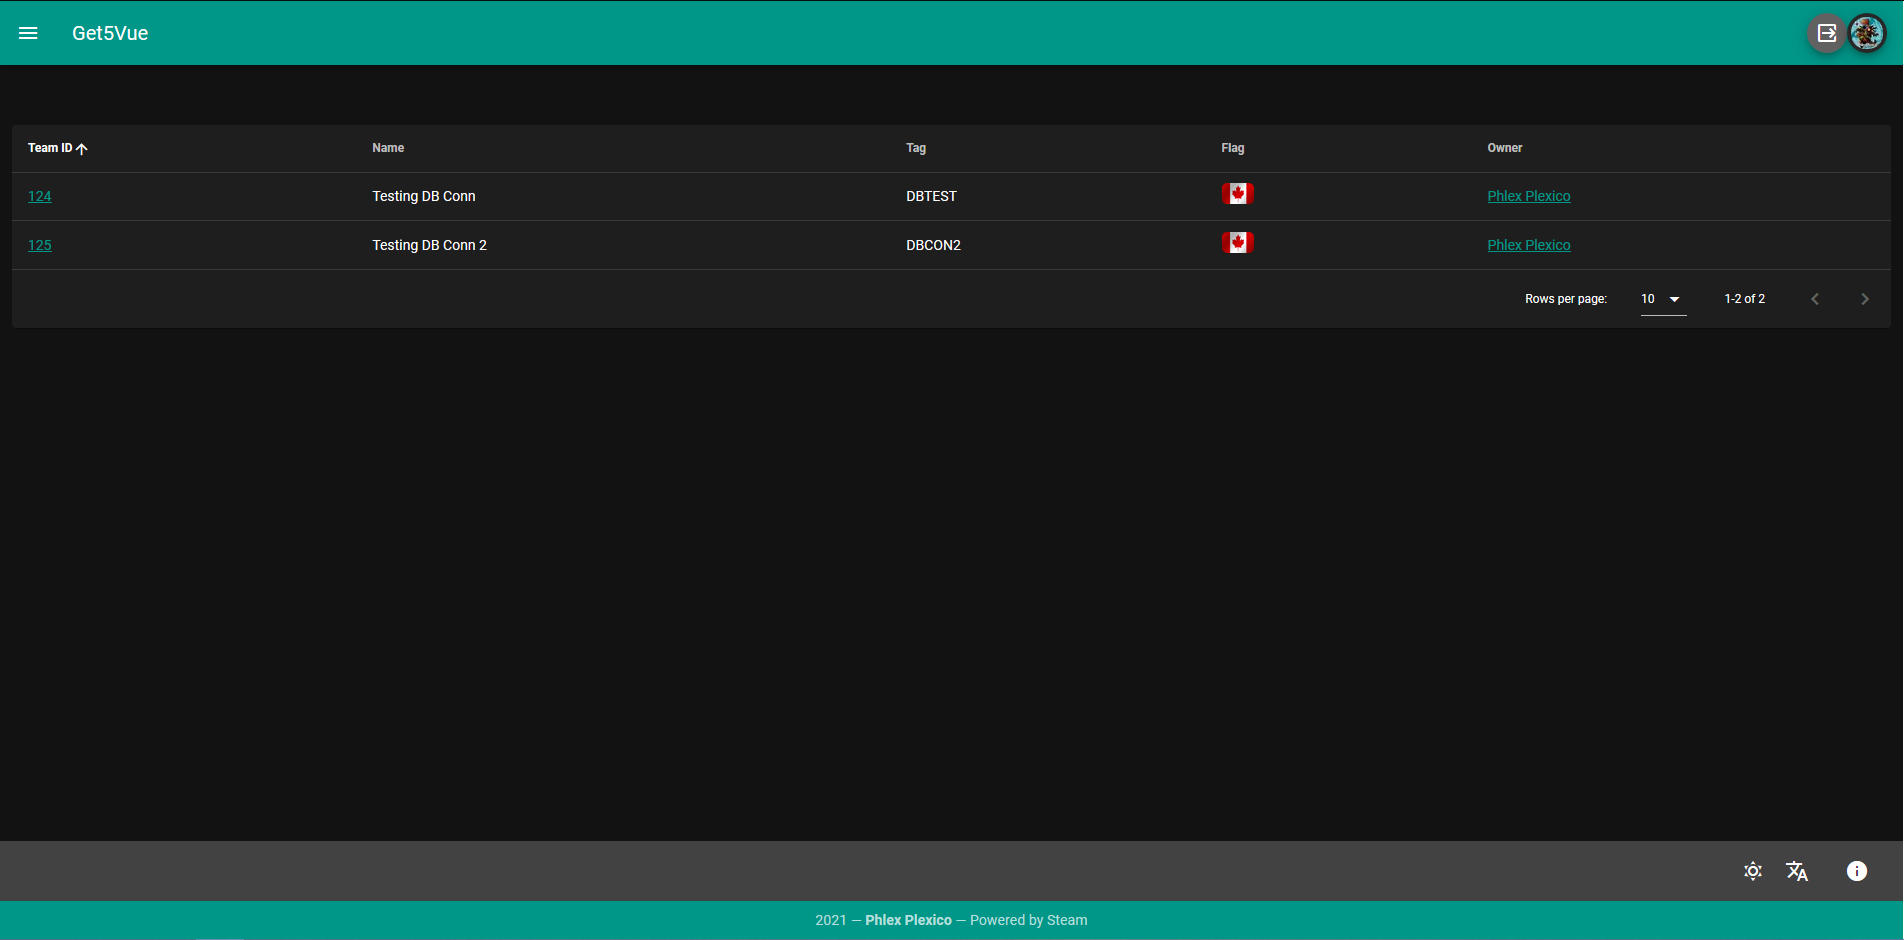 Get5Vue
Team ID Name Tag Flag Owner
124 Testing DB Conn DBTEST Phlex Plexico
125 Testing DB Conn 2 DBCON2 Phlex Plexico
Rows per page: 10 1-2 of 2
2021 — Phlex Plexico — Powered by Steam